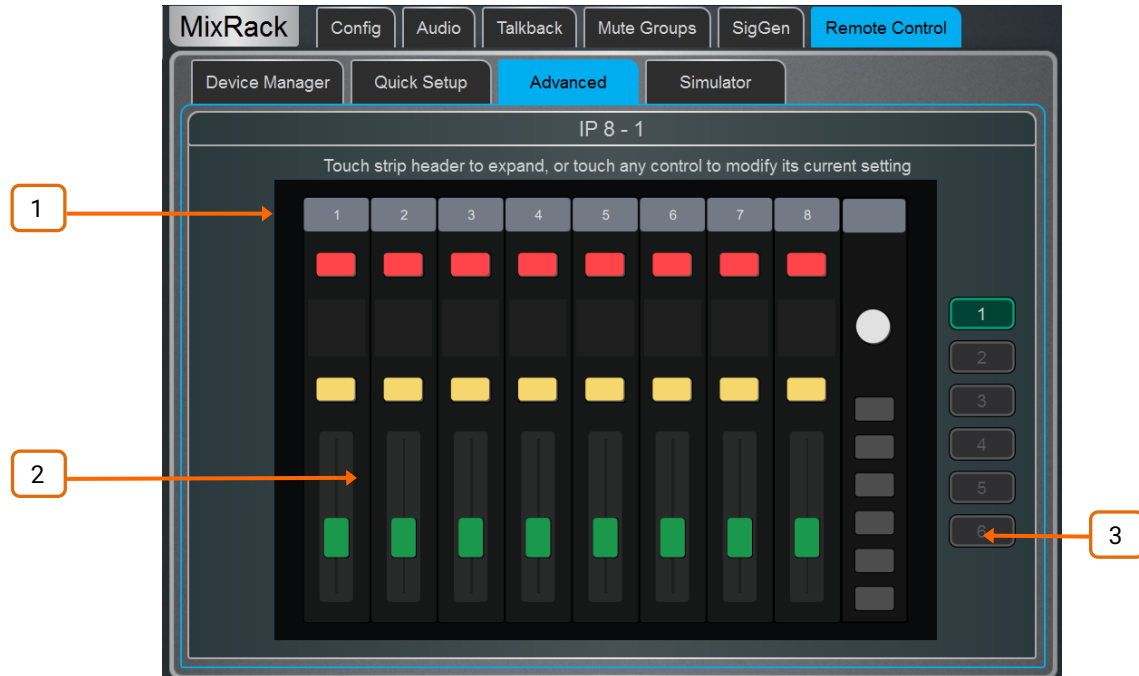 MixRack Config Audio Talkback Mute Groups SigGen Remote Control
Device Manager Quick Setup Advanced Simulator
IP 8 - 1
Touch strip header to expand, or touch any control to modify its current setting
1
1 2 3 4 5 6 7 8
1
2
3
2
4
5
6
3